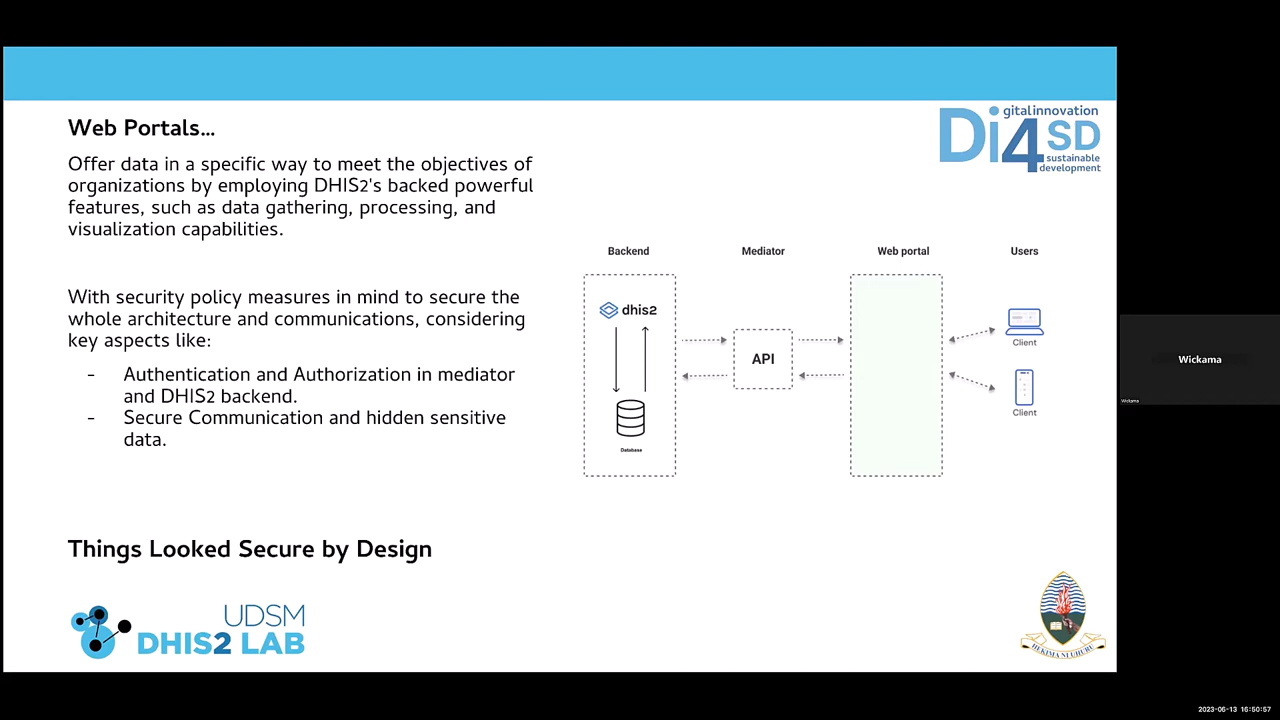 Web Portals...
Offer data in a specific way to meet the objectives of
organizations by employing DHIS2's backed powerful
features, such as data gathering, processing, and
visualization capabilities.
With security policy measures in mind to secure the
whole architecture and communications, considering
key aspects like:
- Authentication and Authorization in mediator
and DHIS2 backend.
- Secure Communication and hidden sensitive
data.
Things Looked Secure by Design
Di4SD
gitalinnovation
sustainable
development
Backend
Mediator
Web portal
Users
dhis2
Database
API
Client
Client
UDSM
DHIS2 LAB
HEKIMA NI UHURU
Wickama
Wickama
2023-06-13 16:50:57